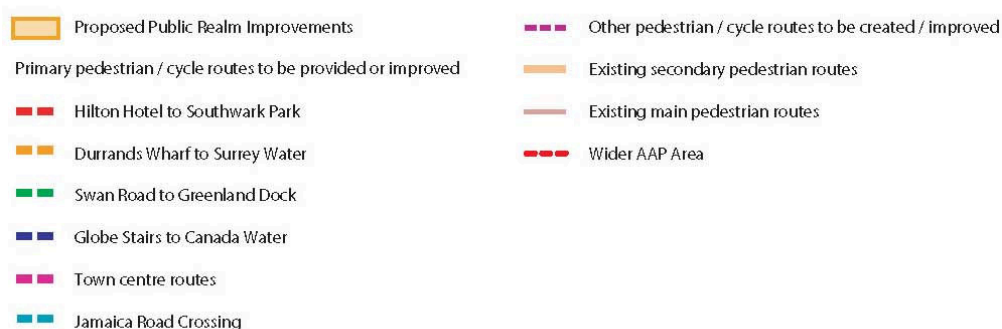 Proposed Public Realm Improvements
Primary pedestrian / cycle routes to be provided or improved
Hilton Hotel to Southwark Park
Durrands Wharf to Surrey Water
Swan Road to Greenland Dock
Globe Stairs to Canada Water
Town centre routes
Jamaica Road Crossing
Other pedestrian / cycle routes to be created / improved
Existing secondary pedestrian routes
Existing main pedestrian routes
Wider AAP Area